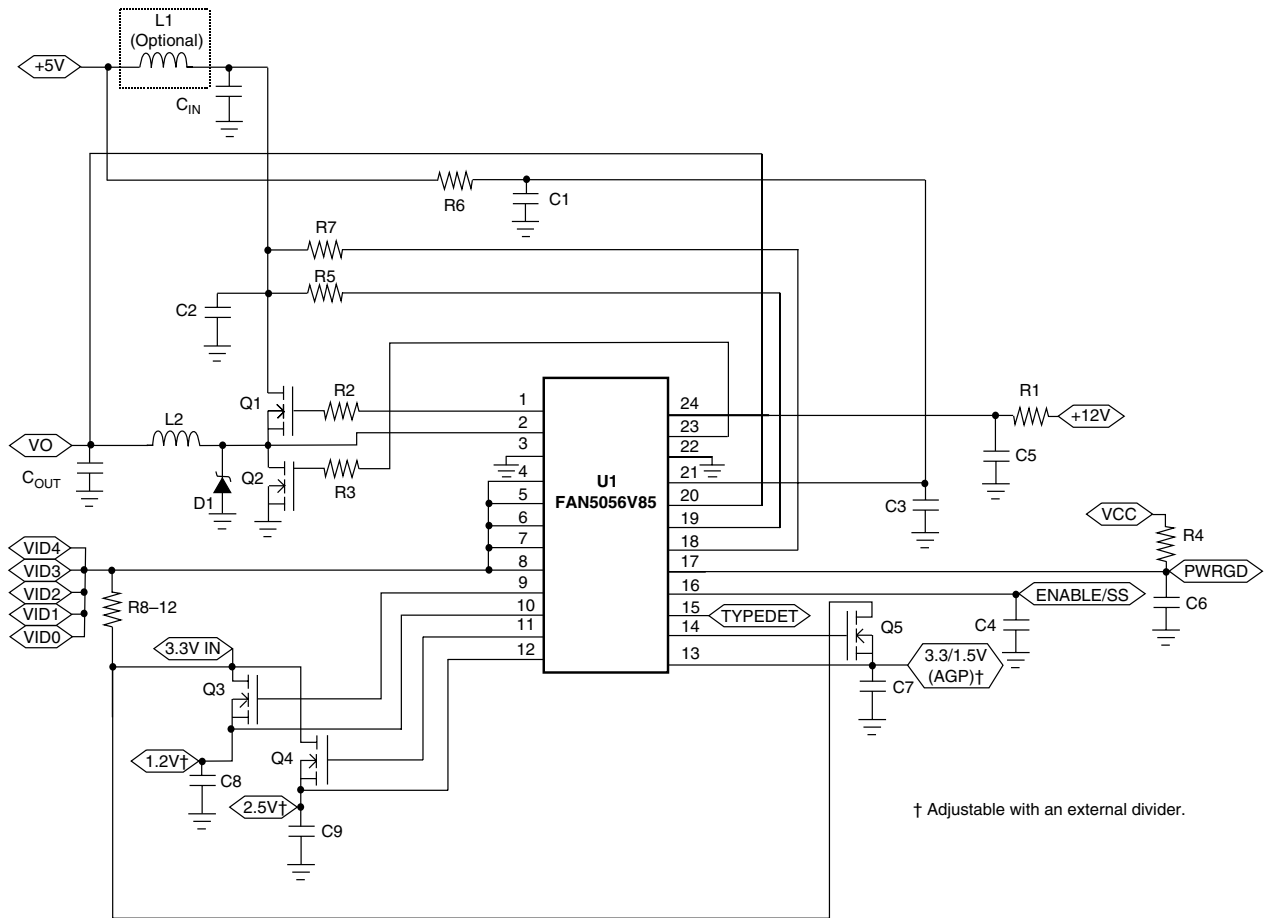 L1
(Optional)
+5V
CIN
R6
C1
R7
R5
C2
Q1
R2
1
24
R1
+12V
2
23
L2
VO
3
22
C5
COUT
Q2
R3
4
U1
21
D1
5
FAN5056V85
20
C3
6
19
VCC
7
18
R4
VID4
8
17
PWRGD
VID3
9
16
ENABLE/SS
C6
VID2
R8–12
10
15
TYPEDET
C4
VID1
11
14
Q5
VID0
3.3V IN
12
13
3.3/1.5V
(AGP)†
C7
Q3
Q4
1.2V†
C8
2.5V†
C9
† Adjustable with an external divider.